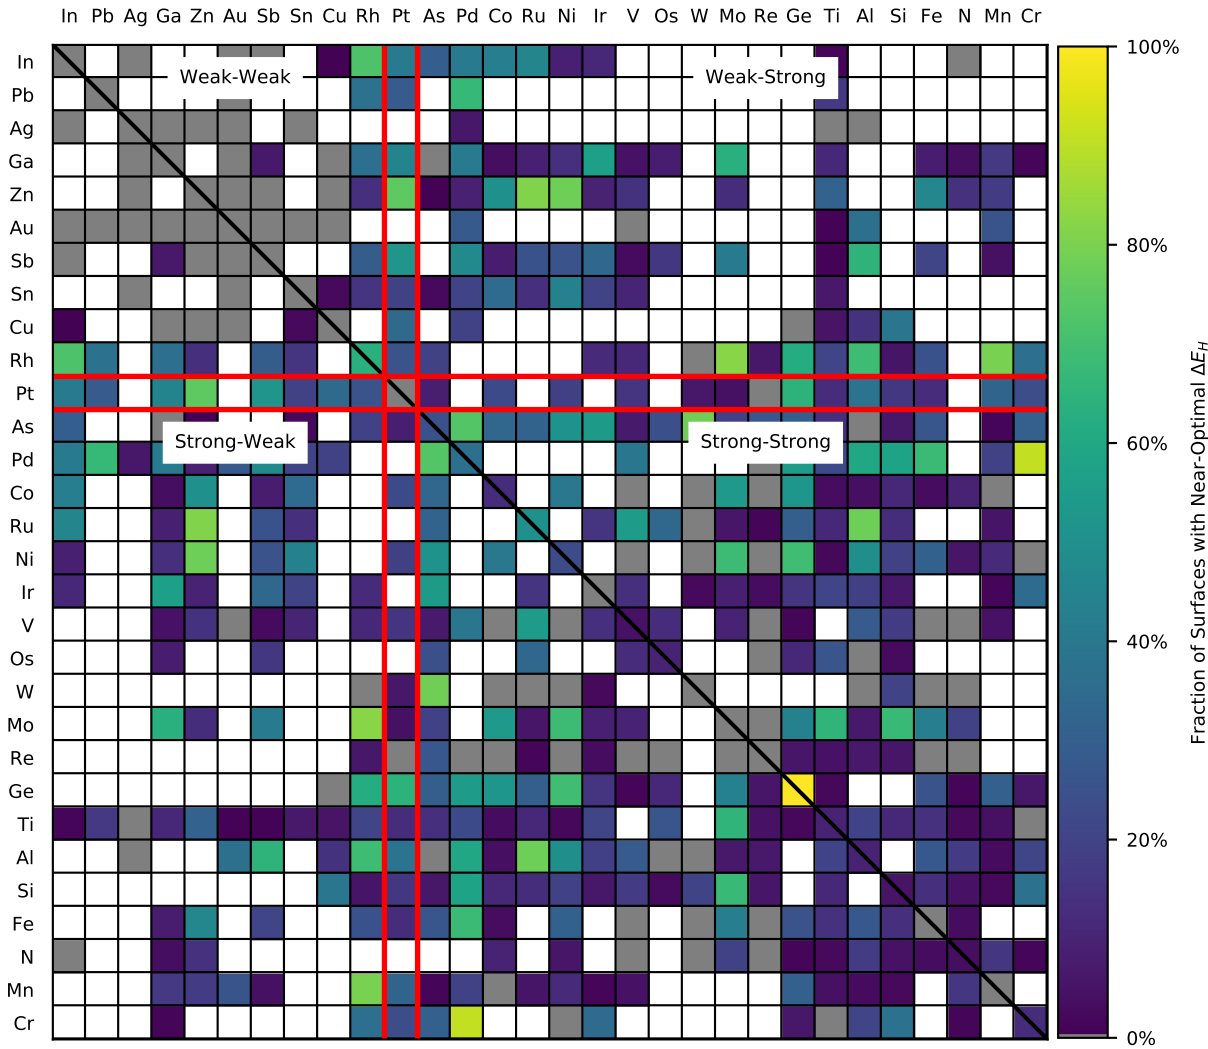 In Pb Ag Ga Zn Au Sb Sn Cu Rh Pt As Pd Co Ru Ni Ir V Os W Mo Re Ge Ti Al Si Fe N Mn Cr
In
Weak-Weak
Weak-Strong
Pb
Ag
Ga
Zn
Au
Sb
Sn
Cu
Rh
Pt
As
Strong-Weak
Strong-Strong
Pd
Co
Ru
Ni
Ir
V
Os
W
Mo
Re
Ge
Ti
Al
Si
Fe
N
Mn
Cr
100%
80%
60%
40%
20%
0%
Fraction of Surfaces with Near-Optimal ΔE_H